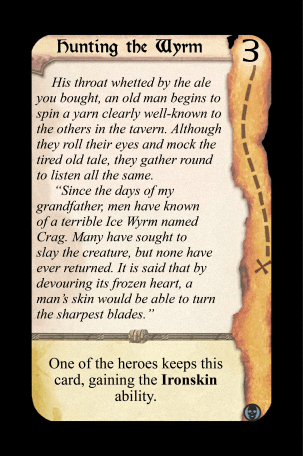 Hunting the Wyrm
3
His throat whetted by the ale
you bought, an old man begins to
spin a yarn clearly well-known to
the others in the tavern. Although
they roll their eyes and mock the
tired old tale, they gather round
to listen all the same.
“Since the days of my
grandfather, men have known
of a terrible Ice Wyrm named
Crag. Many have sought to
slay the creature, but none have
ever returned. It is said that by
devouring its frozen heart, a
man’s skin would be able to turn
the sharpest blades.”
One of the heroes keeps this
card, gaining the Ironskin
ability.